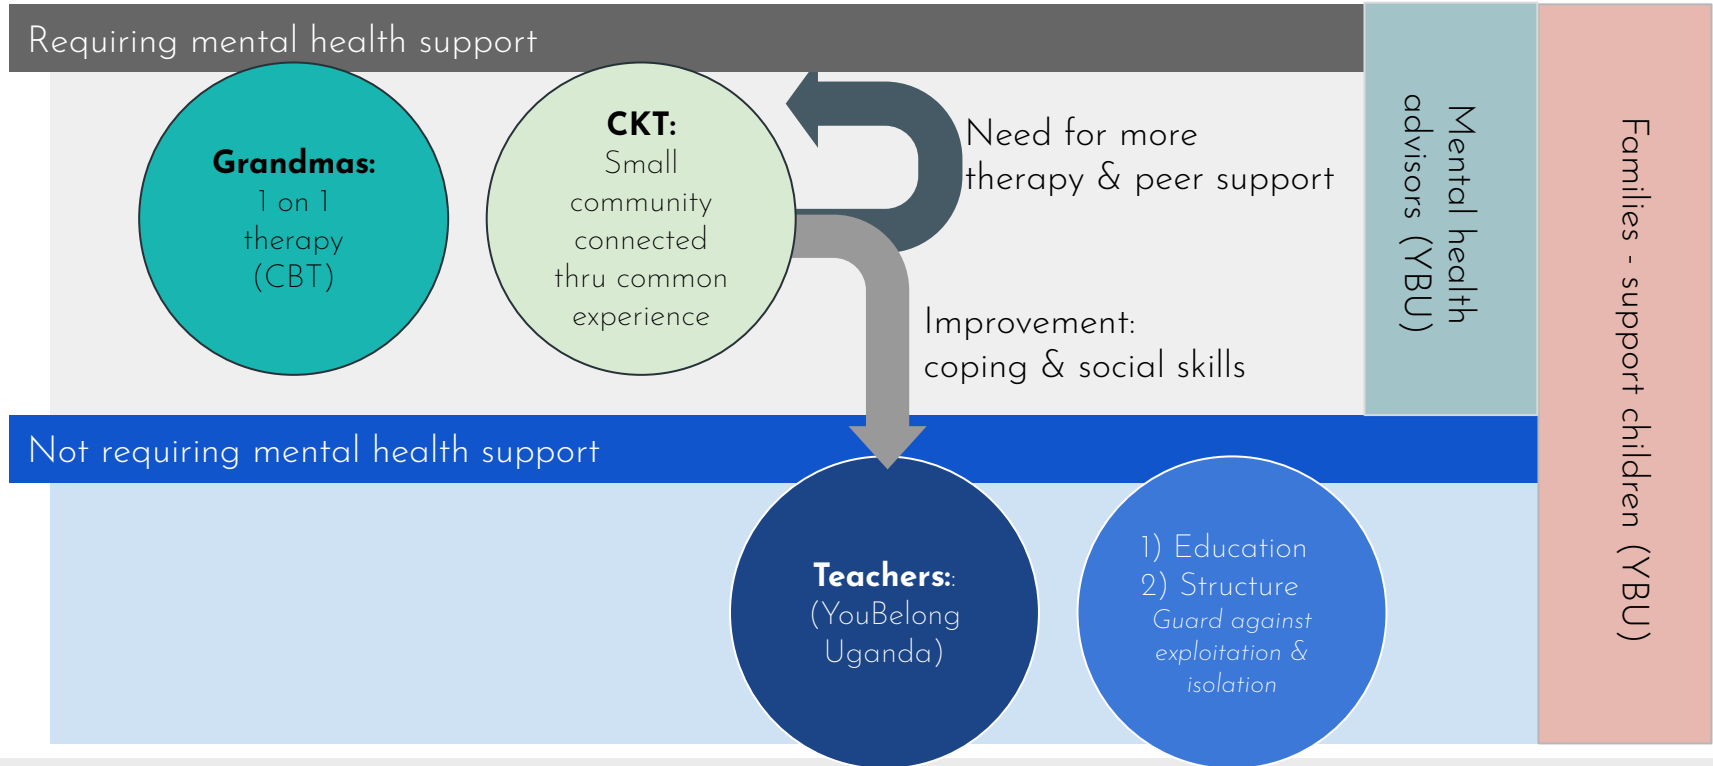 Requiring mental health support
Grandmas:
1 on 1
therapy
(CBT)
CKT:
Small
community
connected
thru common
experience
Need for more
therapy & peer support
Improvement:
coping & social skills
Mental health
advisors (YBU)
Families - support children (YBU)
Not requiring mental health support
Teachers::
(YouBelong
Uganda)
1) Education
2) Structure
Guard against
exploitation &
isolation